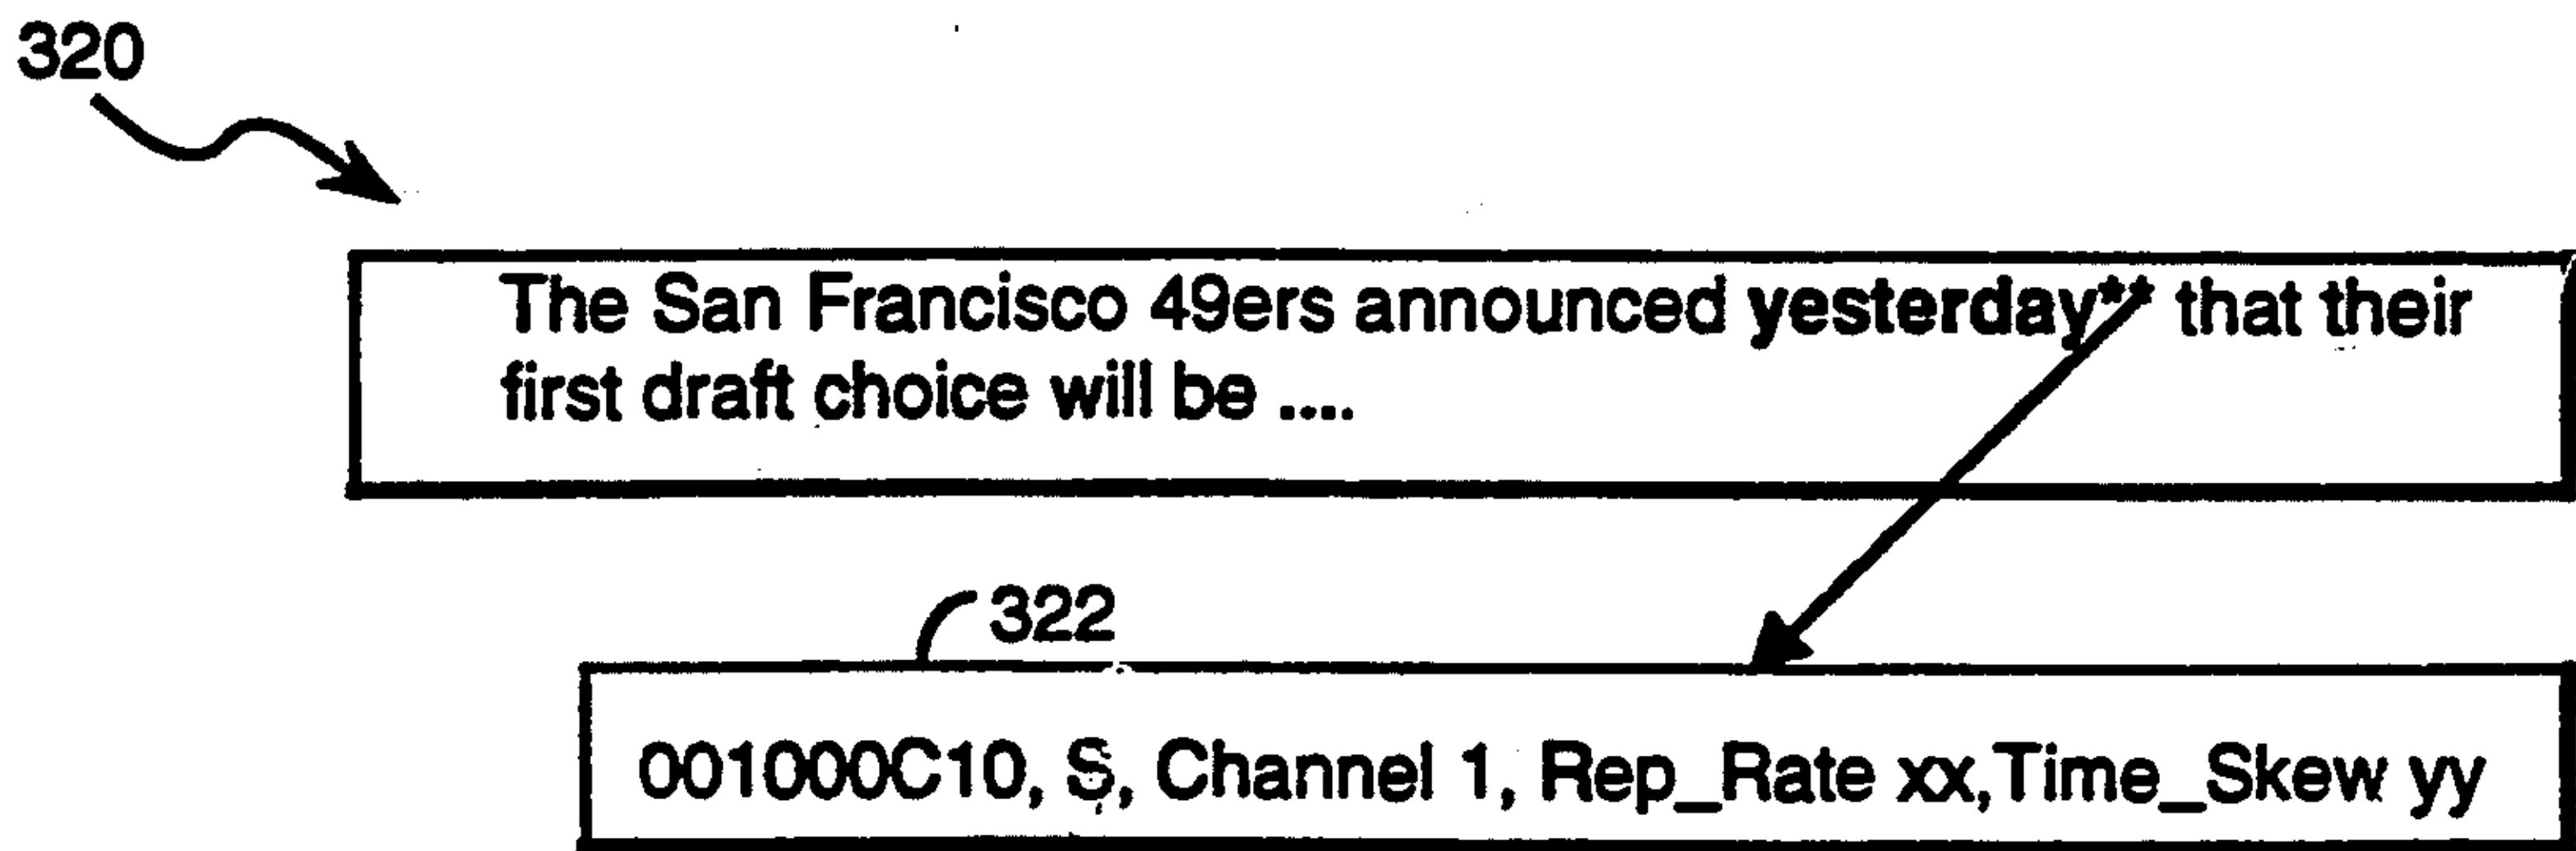 320
The San Francisco 49ers announced yesterday** that their
first draft choice will be ....
322
001000C10, S, Channel 1, Rep_Rate xx,Time_Skew yy